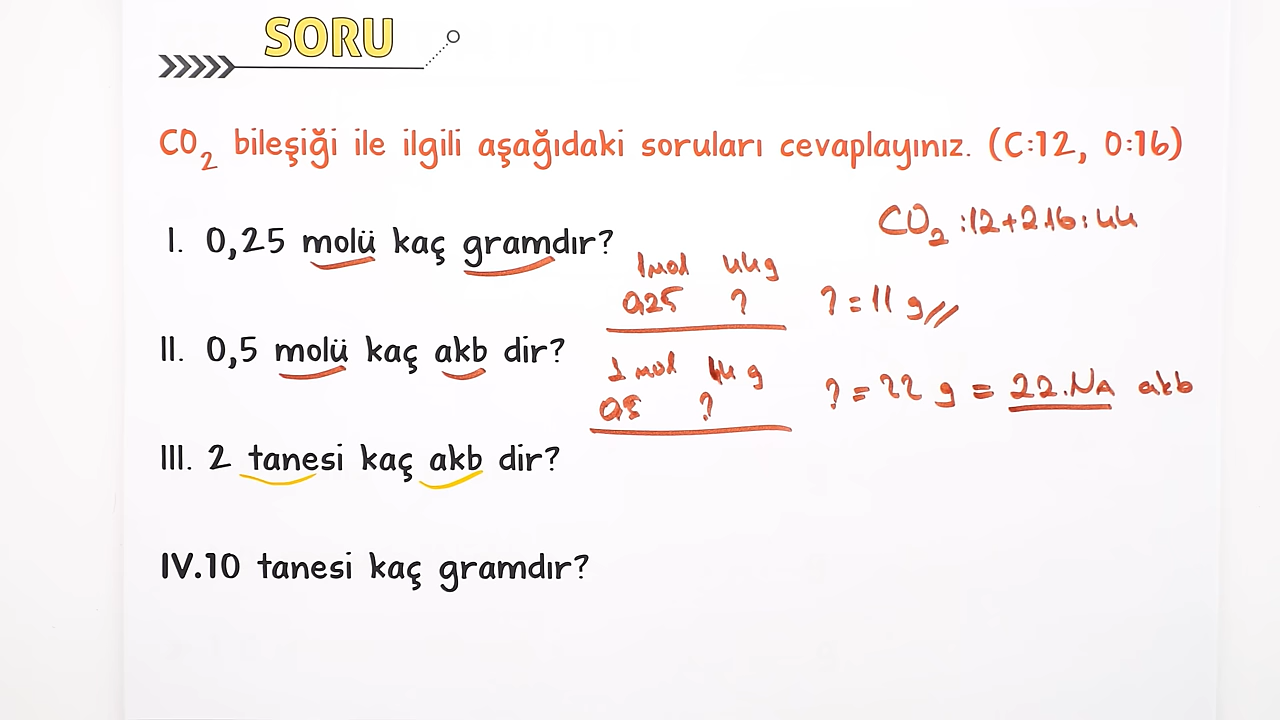 SORU
CO2 bileşiği ile ilgili aşağıdaki soruları cevaplayınız. (C:12, O:16)
CO2 :12+2.16: 44
I. 0,25 molü kaç gramdır?
1mol 44g
0,25 ? ? = 11 g//
II. 0,5 molü kaç akb dir?
1 mol 44 g
0,5 ? ? = 22 g = 22.NA akb
III. 2 tanesi kaç akb dir?
IV.10 tanesi kaç gramdır?